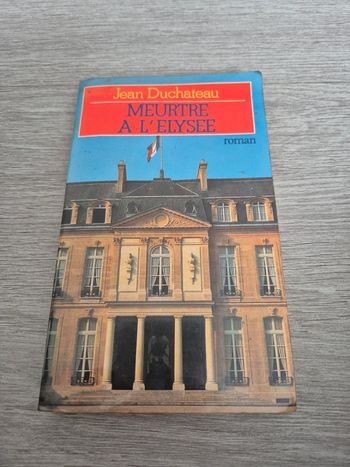 Jean Duchateau
MEURTRE
A L'ELYSEE
roman